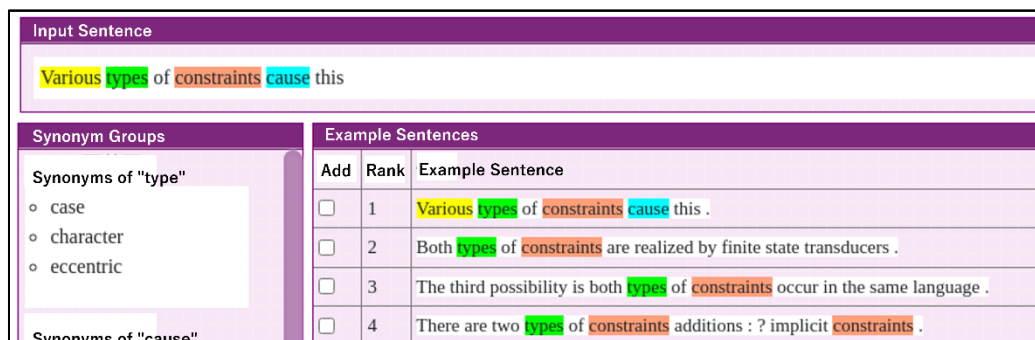 Input Sentence
Various types of constraints cause this
Synonym Groups
Synonyms of "type"
case
character
eccentric
Synonyms of "cause"
Example Sentences
Add Rank Example Sentence
1 Various types of constraints cause this .
2 Both types of constraints are realized by finite state transducers .
3 The third possibility is both types of constraints occur in the same language .
4 There are two types of constraints additions : ? implicit constraints .